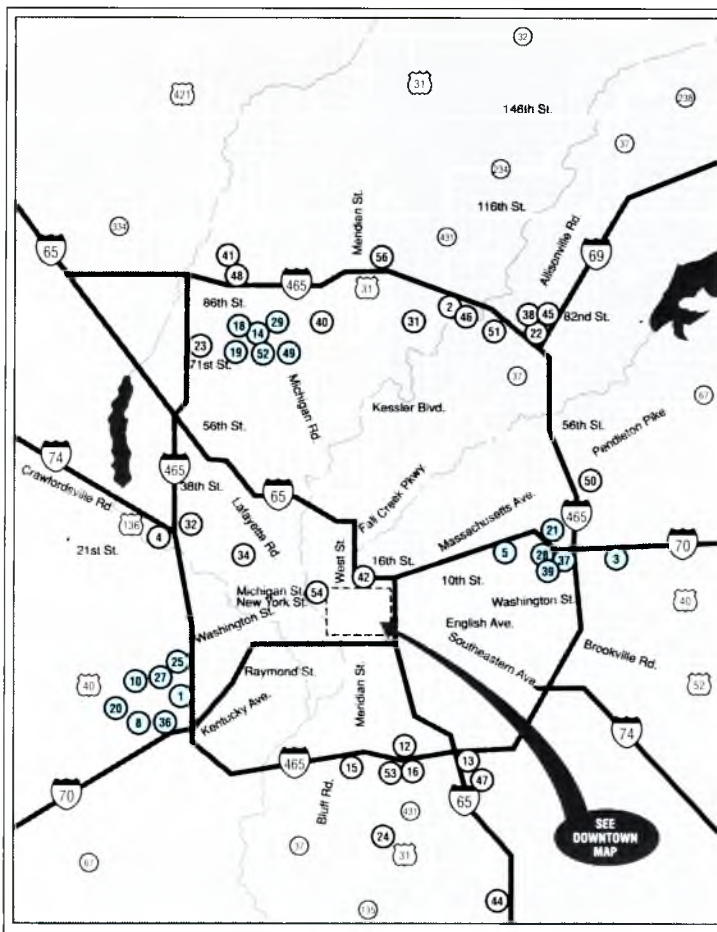 32
31
421
146th St.
238
37
234
116th St.
Meridian St.
334
431
Allisonville Rd
65
41
56
69
48
465
31
86th St.
2
38
45
18
29
40
31
46
82nd St.
14
51
22
23
19
52
49
71st St.
37
Michigan Rd.
Kessler Blvd.
67
56th St.
56th St.
Pendleton Pike
74
465
Crawfordsville Rd.
38th St.
65
Fall Creek Pkwy.
50
Lafayette Rd.
Massachusetts Ave.
465
136
32
21
4
West St.
70
21st St.
34
16th St.
5
28
37
3
42
10th St.
39
Michigan St.
54
New York St.
Washington St.
40
Washington St.
English Ave.
25
Southeastern Ave.
Brookville Rd.
Raymond St.
10
27
40
1
52
Meridian St.
20
Kentucky Ave.
8
36
74
12
465
13
15
53
16
70
47
65
Bluff Rd.
431
SEE
DOWNTOWN
MAP
24
37
31
67
44
135